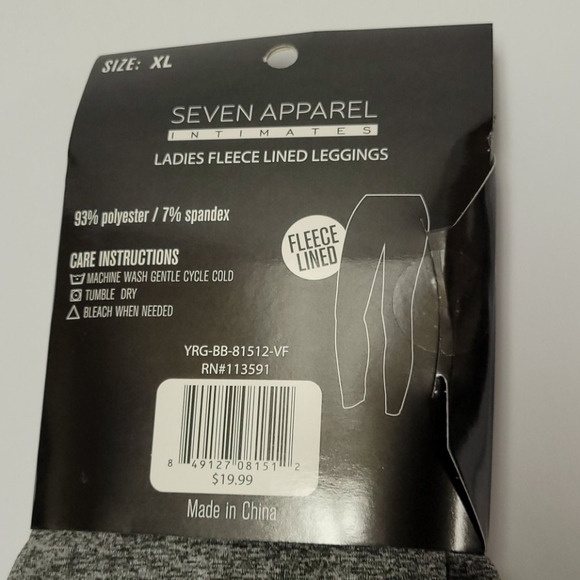 SIZE: XL
SEVEN APPAREL
INTIMATES
LADIES FLEECE LINED LEGGINGS
93% polyester / 7% spandex
FLEECE
LINED
CARE INSTRUCTIONS
MACHINE WASH GENTLE CYCLE COLD
TUMBLE DRY
BLEACH WHEN NEEDED
YRG-BB-81512-VF
RN#113591
8 49127 08151 2
$19.99
Made in China